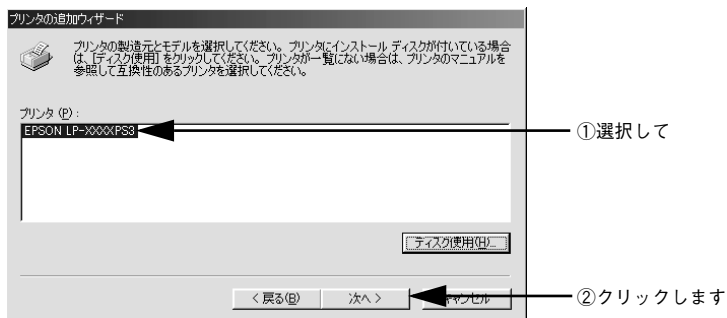 プリンタの追加ウィザード
プリンタの製造元とモデルを選択してください。プリンタにインストール ディスクが付いている場合
は、[ディスク使用] をクリックしてください。プリンタが一覧にない場合は、プリンタのマニュアルを
参照して互換性のあるプリンタを選択してください。
プリンタ (P) :
EPSON LP-XXXXPS3
①選択して
ディスク使用(H)...
< 戻る(B)
次へ >
キャンセル
②クリックします